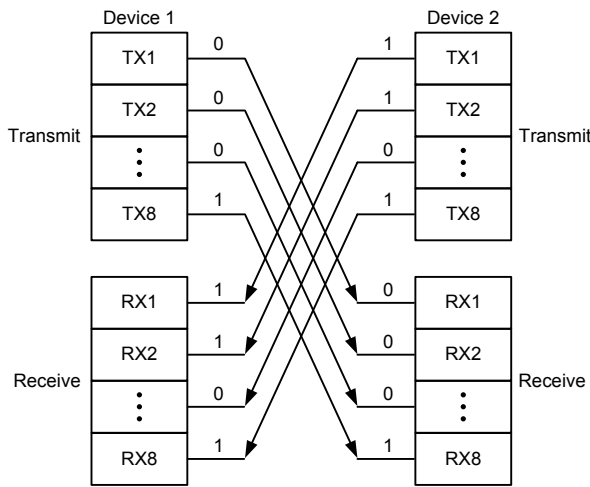 Device 1 Device 2
TX1 0 1 TX1
TX2 0 1 TX2
Transmit Transmit
0 0
TX8 1 1 TX8
RX1 1 0 RX1
RX2 1 0 RX2
Receive Receive
0 0
RX8 1 1 RX8